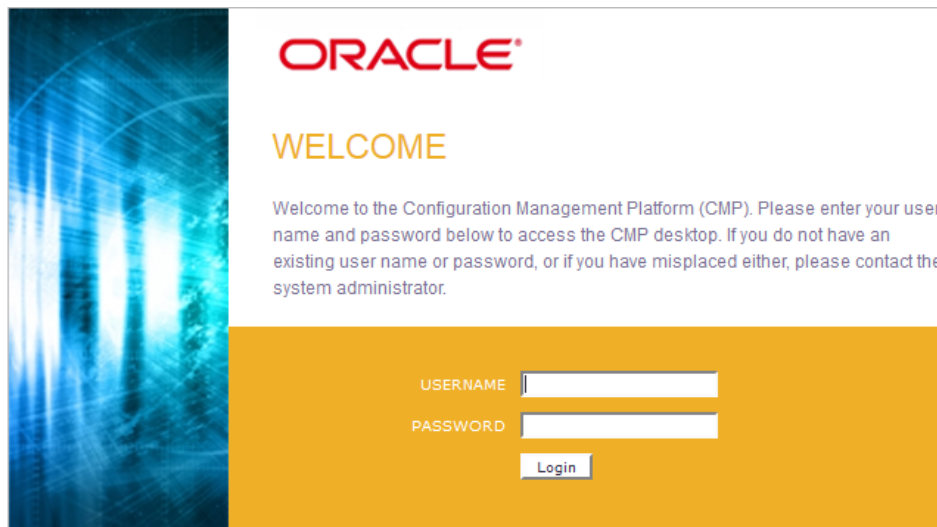 ORACLE®
WELCOME
Welcome to the Configuration Management Platform (CMP). Please enter your user
name and password below to access the CMP desktop. If you do not have an
existing user name or password, or if you have misplaced either, please contact the
system administrator.
USERNAME
PASSWORD
Login